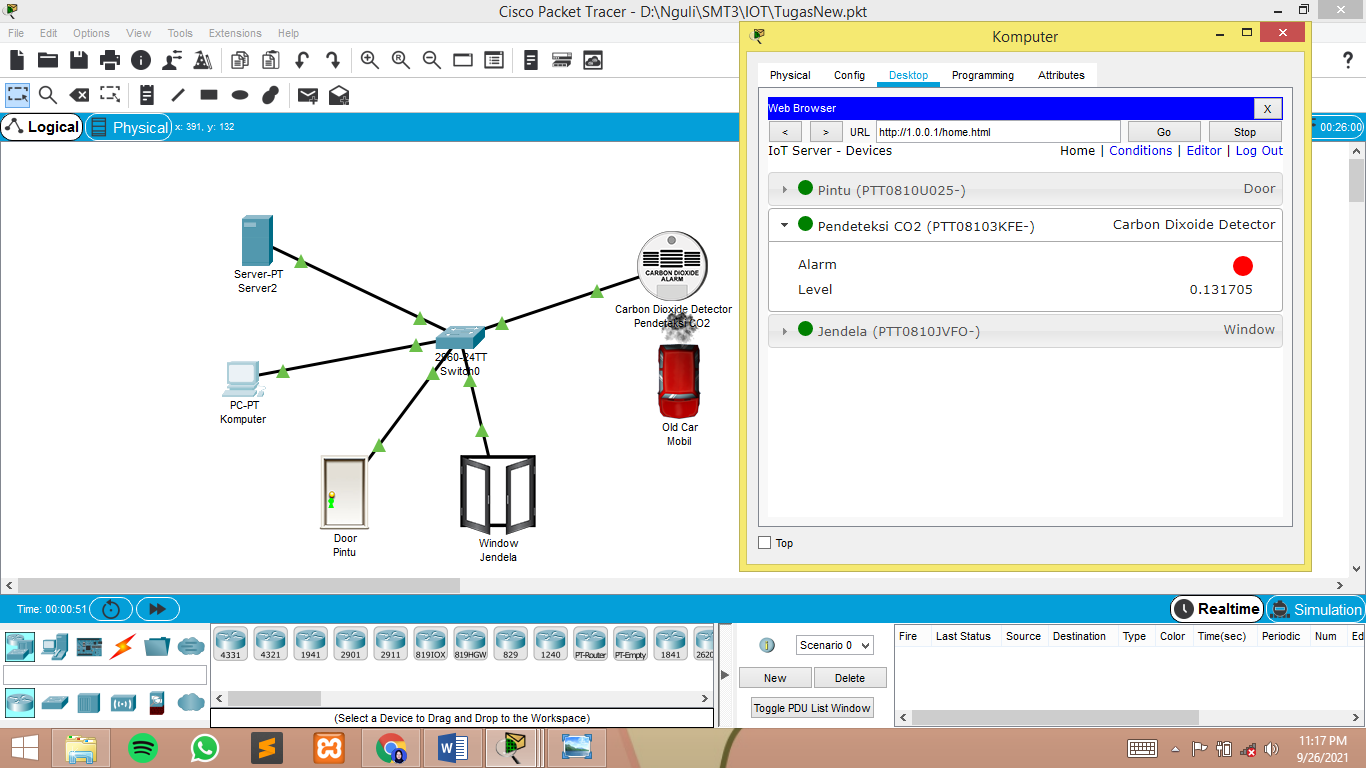 Cisco Packet Tracer - D:\Nguli\SMT3\IOT\TugasNew.pkt
File Edit Options View Tools Extensions Help
Logical Physical x: 391, y: 132
00:26:00
Server-PT
Server2
PC-PT
Komputer
2960-24TT
Switch0
CARBON DIOXIDE
ALARM
Carbon Dioxide Detector
Pendeteksi CO2
Old Car
Mobil
Door
Pintu
Window
Jendela
Komputer
Physical Config Desktop Programming Attributes
Web Browser X
< > URL http://1.0.0.1/home.html Go Stop
IoT Server - Devices Home | Conditions | Editor | Log Out
Pintu (PTT0810U025-) Door
Pendeteksi CO2 (PTT08103KFE-) Carbon Dixoide Detector
Alarm
Level 0.131705
Jendela (PTT0810JVFO-) Window
Top
Time: 00:00:51 Realtime Simulation
4331 4321 1941 2901 2911 819IOX 819HGW 829 1240 PT-Router PT-Empty 1841 2620
(Select a Device to Drag and Drop to the Workspace)
Scenario 0
New Delete
Toggle PDU List Window
Fire Last Status Source Destination Type Color Time(sec) Periodic Num Ed
11:17 PM
9/26/2021